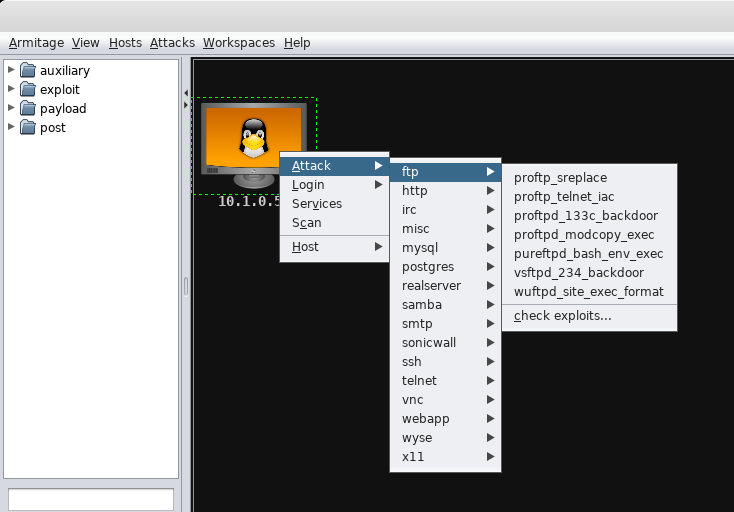 Armitage View Hosts Attacks Workspaces Help
auxiliary
exploit
payload
post
10.1.0.5
Attack
Login
Services
Scan
Host
ftp
http
irc
misc
mysql
postgres
realserver
samba
smtp
sonicwall
ssh
telnet
vnc
webapp
wyse
x11
proftp_sreplace
proftp_telnet_iac
proftpd_133c_backdoor
proftpd_modcopy_exec
pureftpd_bash_env_exec
vsftpd_234_backdoor
wuftpd_site_exec_format
check exploits...